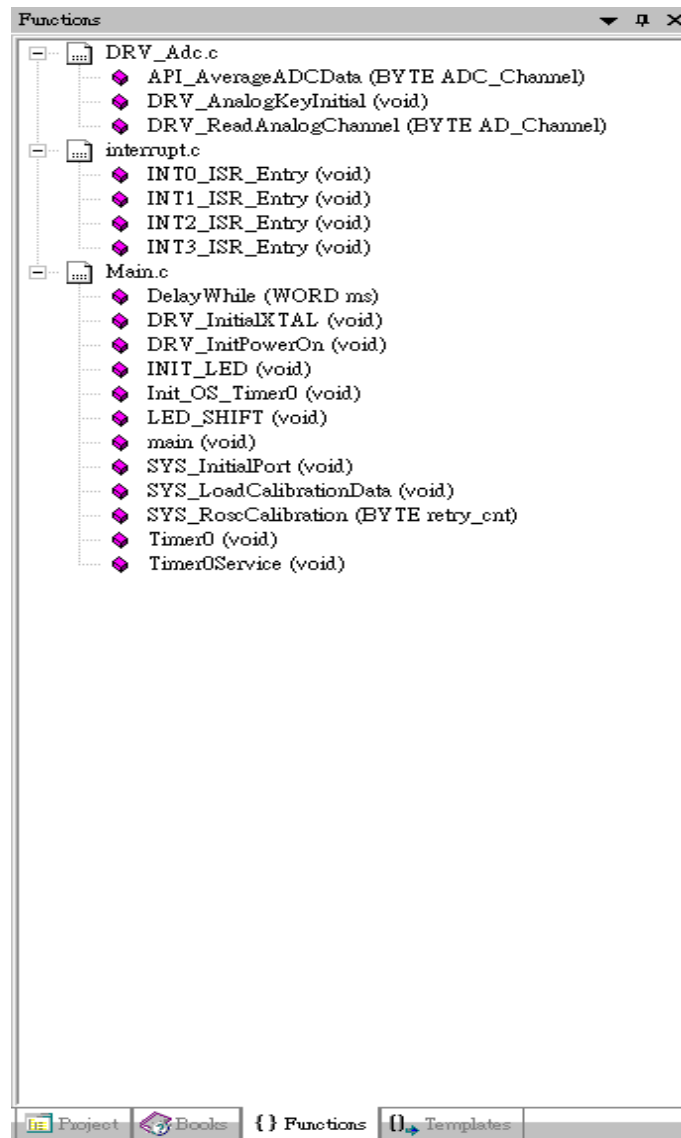 Functions
DRV_Adc.c
API_AverageADCData (BYTE ADC_Channel)
DRV_AnalogKeyInitial (void)
DRV_ReadAnalogChannel (BYTE AD_Channel)
interrupt.c
INT0_ISR_Entry (void)
INT1_ISR_Entry (void)
INT2_ISR_Entry (void)
INT3_ISR_Entry (void)
Main.c
DelayWhile (WORD ms)
DRV_InitialXTAL (void)
DRV_InitPowerOn (void)
INIT_LED (void)
Init_OS_Timer0 (void)
LED_SHIFT (void)
main (void)
SYS_InitialPort (void)
SYS_LoadCalibrationData (void)
SYS_RoscCalibration (BYTE retry_cnt)
Timer0 (void)
Timer0Service (void)
Project Books {} Functions Templates